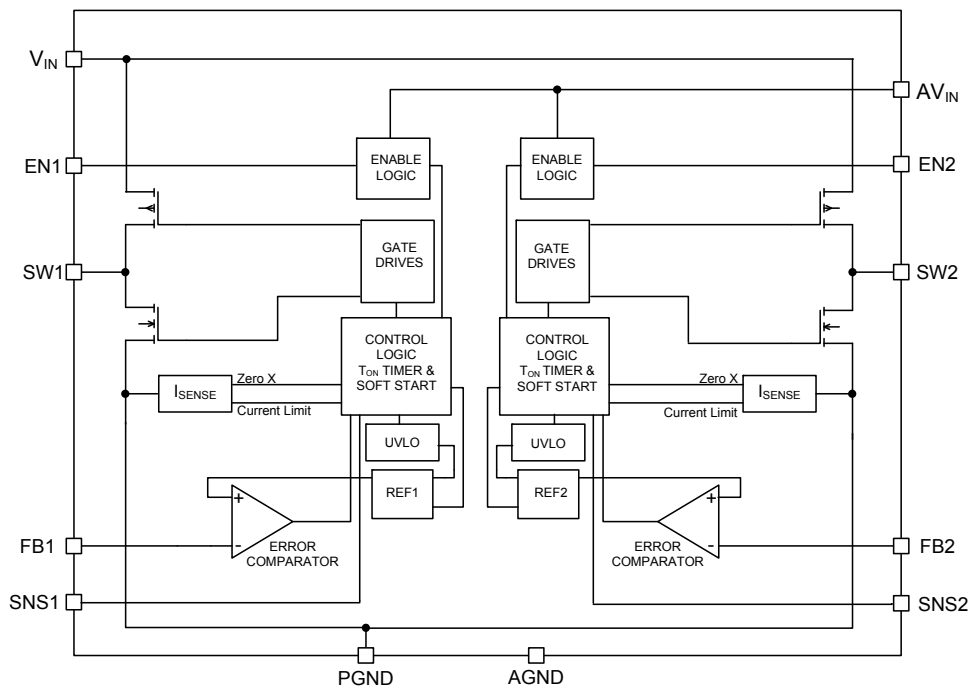 VIN
AVIN
EN1
ENABLE
LOGIC
ENABLE
LOGIC
EN2
SW1
GATE
DRIVES
GATE
DRIVES
SW2
CONTROL
LOGIC
TON TIMER &
SOFT START
CONTROL
LOGIC
TON TIMER &
SOFT START
ISENSE
Zero X
Current Limit
Zero X
Current Limit
ISENSE
UVLO
UVLO
REF1
REF2
+
-
+
-
FB1
ERROR
COMPARATOR
ERROR
COMPARATOR
FB2
SNS1
SNS2
PGND
AGND